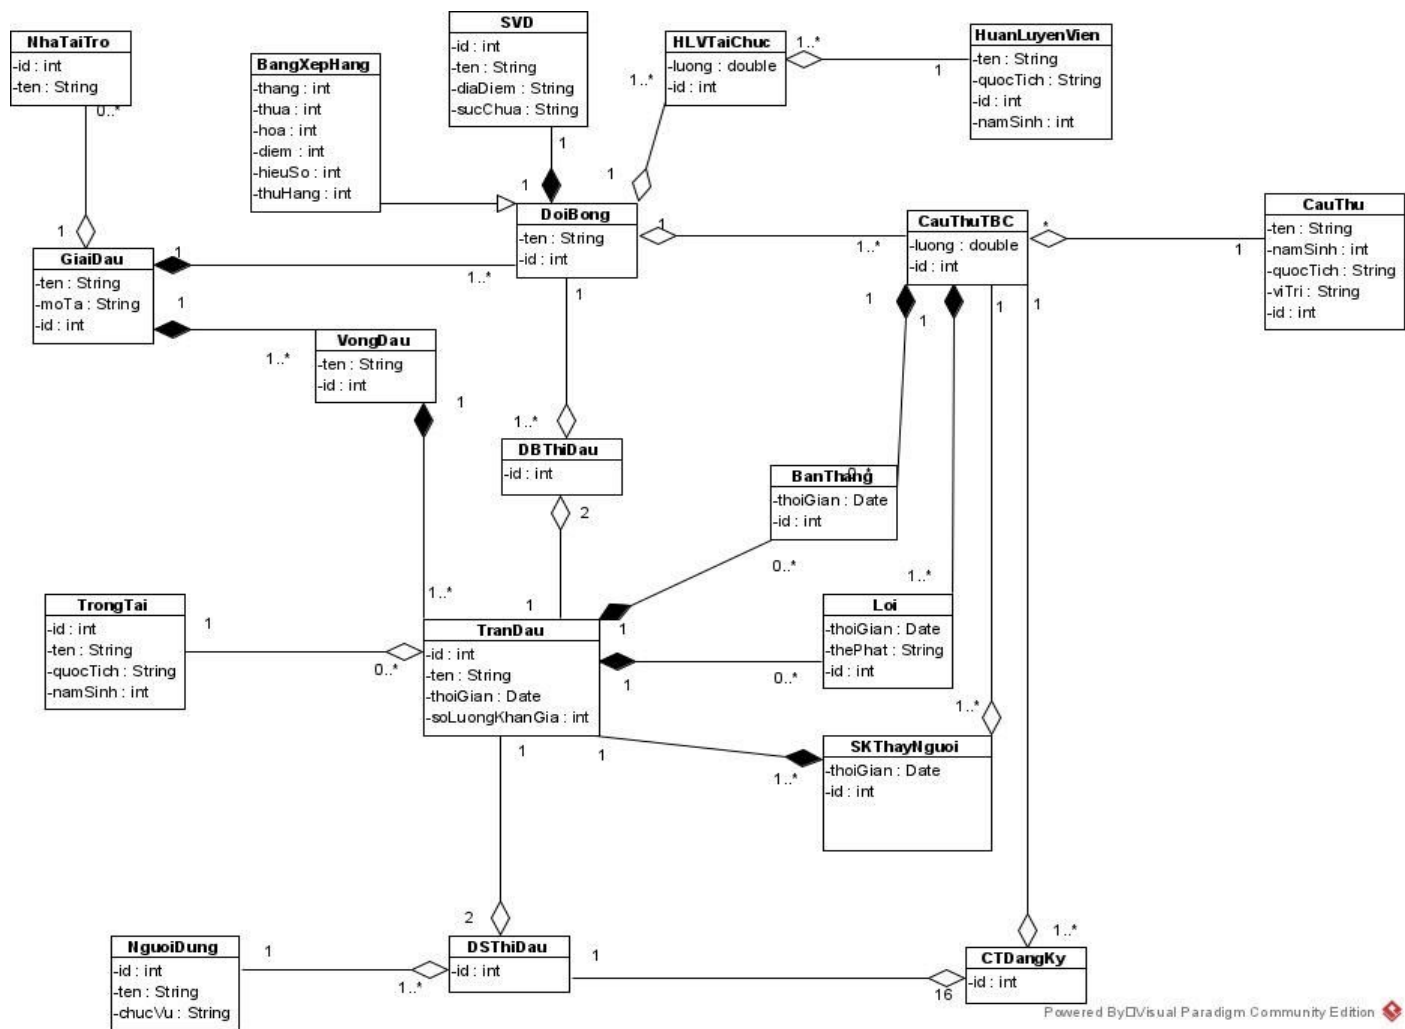 NhaTaiTro
-id : int
-ten : String
0..*
1
BangXepHang
-thang : int
-thua : int
-hoa : int
-diem : int
-hieuSo : int
-thuHang : int
SVD
-id : int
-ten : String
-diaDiem : String
-sucChua : String
1
1
HLVTaiChuc
-luong : double
-id : int
1..*
1
1..*
1
HuanLuyenVien
-ten : String
-quocTich : String
-id : int
-namSinh : int
GiaiDau
-ten : String
-moTa : String
-id : int
1
1..*
1
1..*
DoiBong
-ten : String
-id : int
1
1..*
1
CauThuTBC
-luong : double
-id : int
*
1
1
1
1
1
CauThu
-ten : String
-namSinh : int
-quocTich : String
-viTri : String
-id : int
VongDau
-ten : String
-id : int
1
1..*
1..*
DBThiDau
-id : int
2
1
BanThang
0..*
-thoiGian : Date
-id : int
0..*
1
1..*
TrongTai
-id : int
-ten : String
-quocTich : String
-namSinh : int
1
0..*
TranDau
-id : int
-ten : String
-thoiGian : Date
-soLuongKhanGia : int
1
0..*
Loi
-thoiGian : Date
-thePhat : String
-id : int
1..*
1
1
1..*
SKThayNguoi
-thoiGian : Date
-id : int
2
1..*
NguoiDung
-id : int
-ten : String
-chucVu : String
1
1..*
DSThiDau
-id : int
1
16
CTDangKy
-id : int
Powered By□Visual Paradigm Community Edition